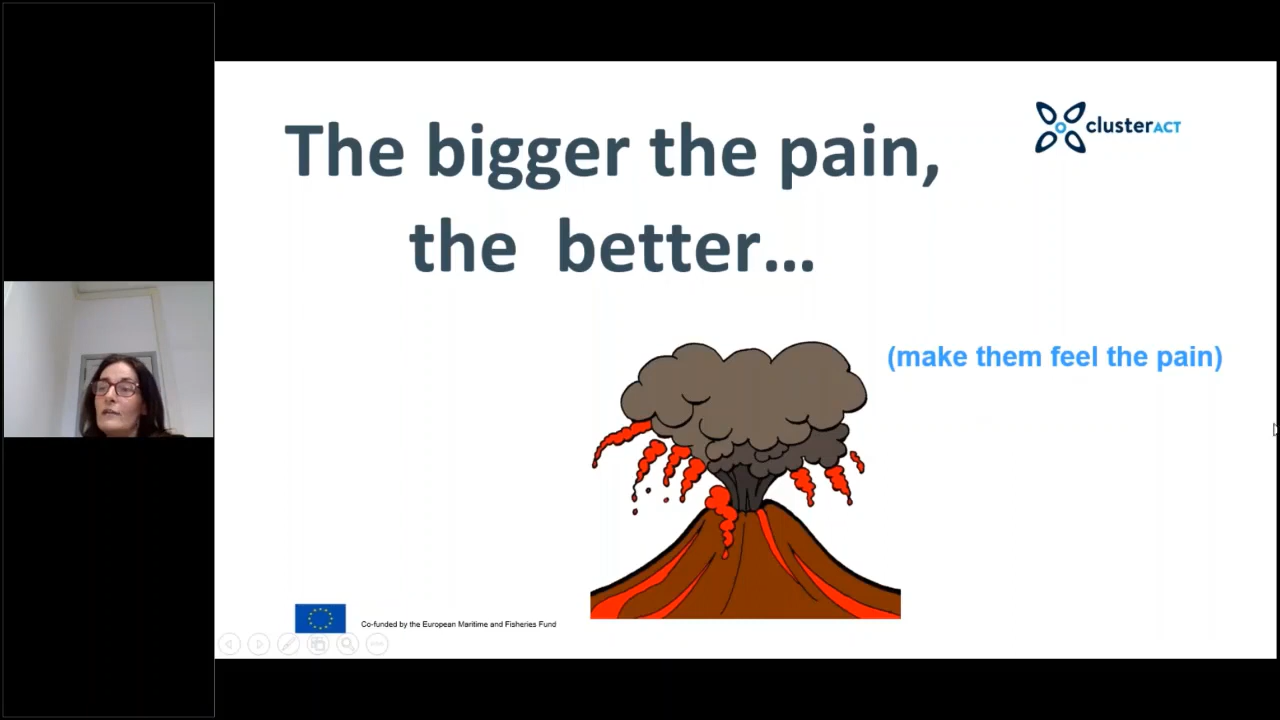 The bigger the pain,
the better...
clusterACT
(make them feel the pain)
Co-funded by the European Maritime and Fisheries Fund